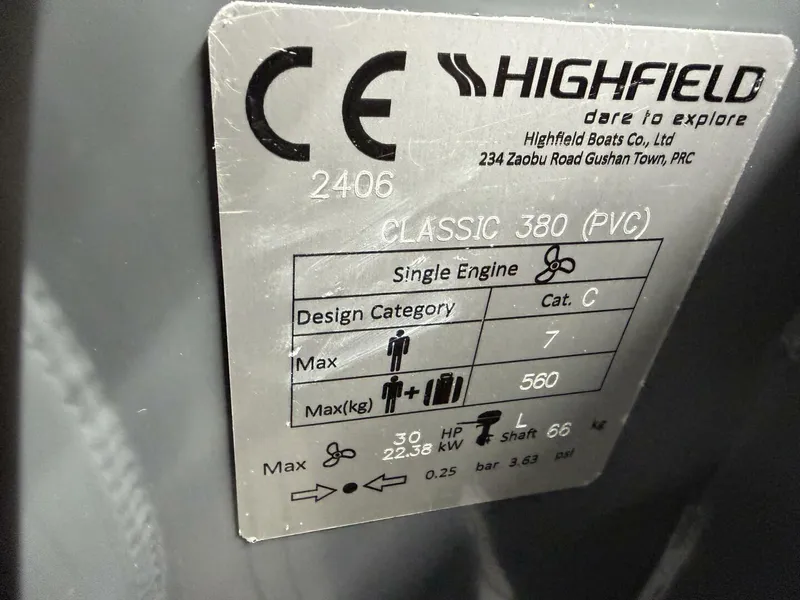 CE
HIGHFIELD
dare to explore
Highfield Boats Co., Ltd
234 Zaobu Road Gushan Town, PRC
2406
CLASSIC 380 (PVC)
Single Engine
Design Category Cat. C
Max 7
Max(kg) + 560
Max 30 HP 22.38 kW L Shaft 66 kg
0.25 bar 3.63 psi